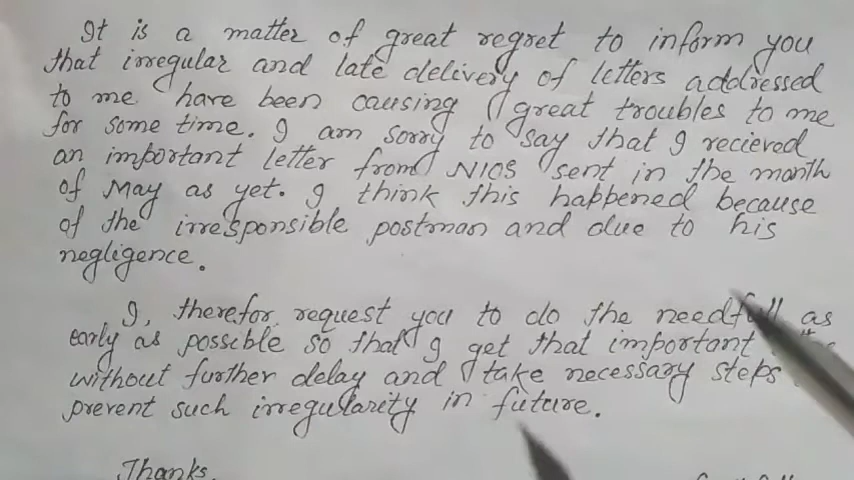 It is a matter of great regret to inform you
that irregular and late delivery of letters addressed
to me have been causing great troubles to me
for some time. I am sorry to say that I recieved
an important letter from NIOS sent in the month
of May as yet. I think this happened because
of the irresponsible postman and due to his
negligence.
I, therefor request you to do the needfull as
early as possible so that I get that important
without further delay and take necessary steps
prevent such irregularity in future.
Thanks.